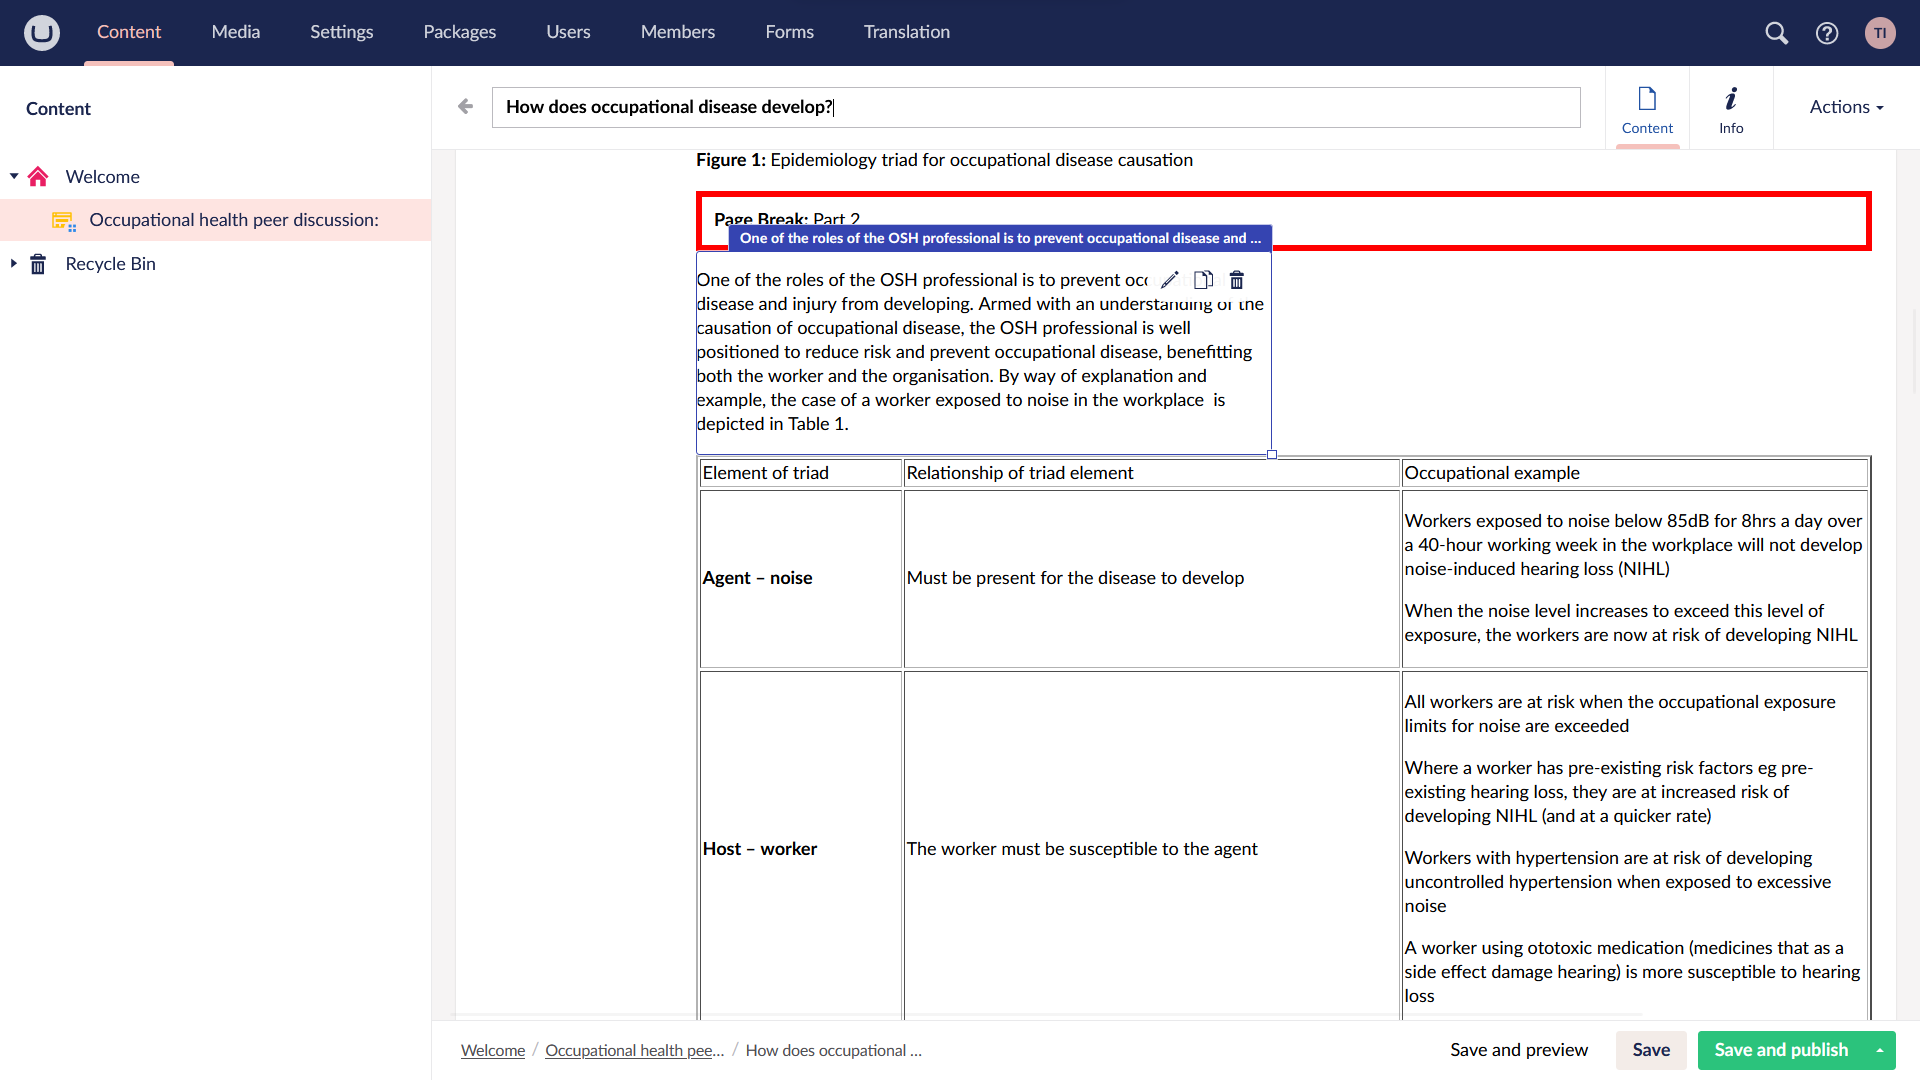 Content Media Settings Packages Users Members Forms Translation TI
Content
Welcome
Occupational health peer discussion:
Recycle Bin
How does occupational disease develop?
Content Info Actions
Figure 1: Epidemiology triad for occupational disease causation
Page Break: Part 2
One of the roles of the OSH professional is to prevent occupational disease and ...
One of the roles of the OSH professional is to prevent occ
disease and injury from developing. Armed with an understanding of the
causation of occupational disease, the OSH professional is well
positioned to reduce risk and prevent occupational disease, benefitting
both the worker and the organisation. By way of explanation and
example, the case of a worker exposed to noise in the workplace  is
depicted in Table 1.
Element of triad Relationship of triad element Occupational example
Agent – noise
Must be present for the disease to develop
Workers exposed to noise below 85dB for 8hrs a day over
a 40-hour working week in the workplace will not develop
noise-induced hearing loss (NIHL)
When the noise level increases to exceed this level of
exposure, the workers are now at risk of developing NIHL
Host – worker
The worker must be susceptible to the agent
All workers are at risk when the occupational exposure
limits for noise are exceeded
Where a worker has pre-existing risk factors eg pre-
existing hearing loss, they are at increased risk of
developing NIHL (and at a quicker rate)
Workers with hypertension are at risk of developing
uncontrolled hypertension when exposed to excessive
noise
A worker using ototoxic medication (medicines that as a
side effect damage hearing) is more susceptible to hearing
loss
Welcome / Occupational health pee... / How does occupational ...
Save and preview Save Save and publish